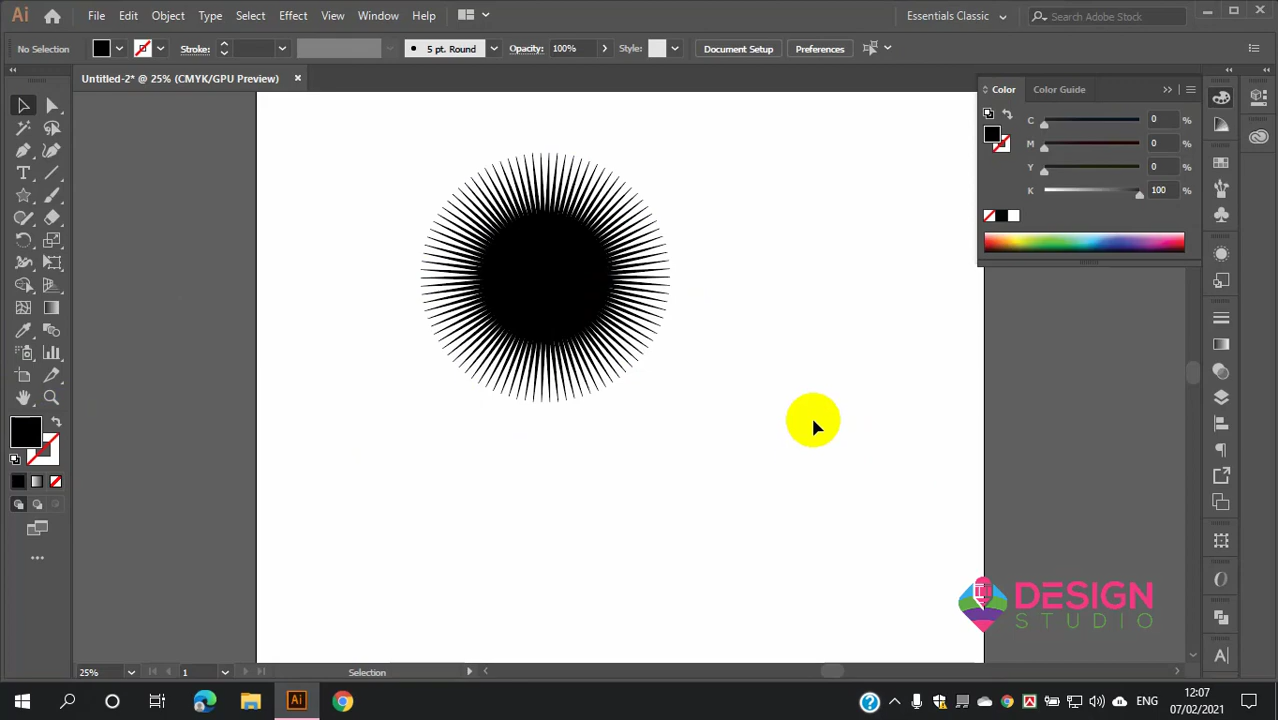 Ai File Edit Object Type Select Effect View Window Help Essentials Classic Search Adobe Stock
No Selection Stroke: 5 pt. Round Opacity: 100% Style: Document Setup Preferences
Untitled-2* @ 25% (CMYK/GPU Preview)
Color Color Guide
C 0 %
M 0 %
Y 0 %
K 100 %
DESIGN
STUDIO
25% 1 Selection
Ai ENG 12:07
07/02/2021